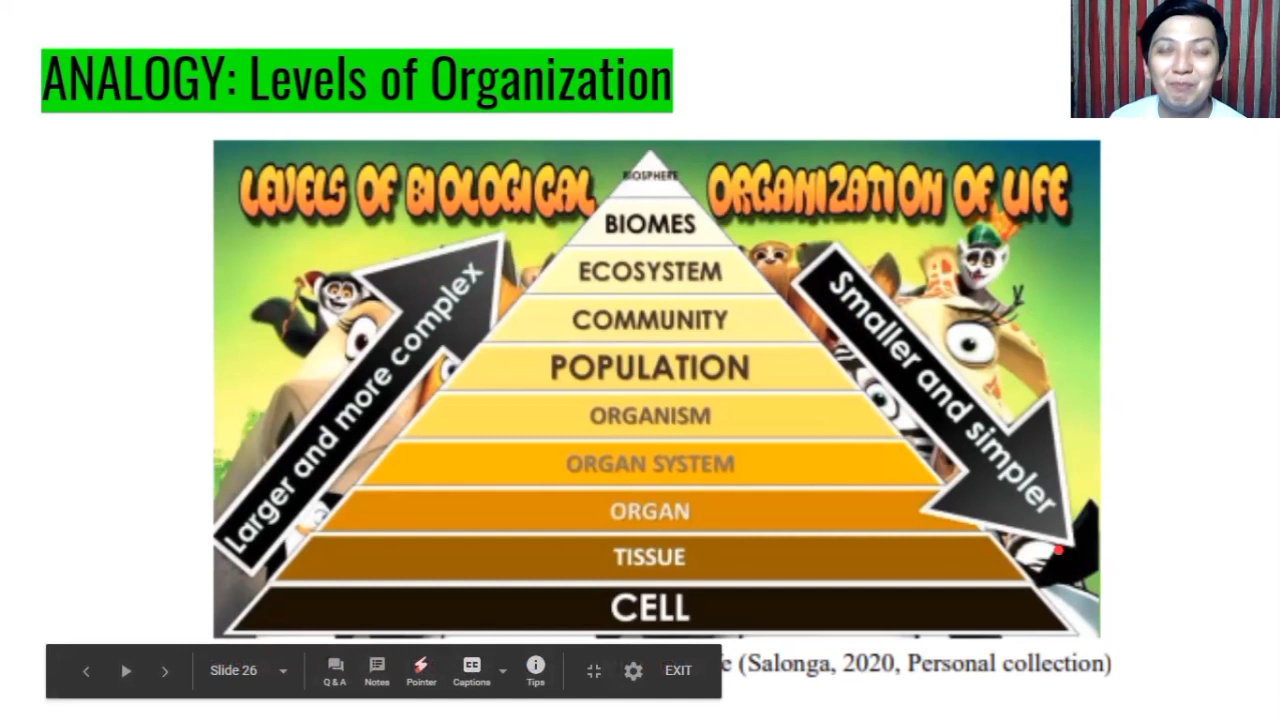 ANALOGY: Levels of Organization
LEVELS OF BIOLOGICAL ORGANIZATION OF LIFE
BIOSPHERE
BIOMES
ECOSYSTEM
COMMUNITY
POPULATION
ORGANISM
ORGAN SYSTEM
ORGAN
TISSUE
CELL
Larger and more complex
Smaller and simpler
(Salonga, 2020, Personal collection)
Slide 26
Q & A
Notes
Pointer
CC
Captions
Tips
EXIT